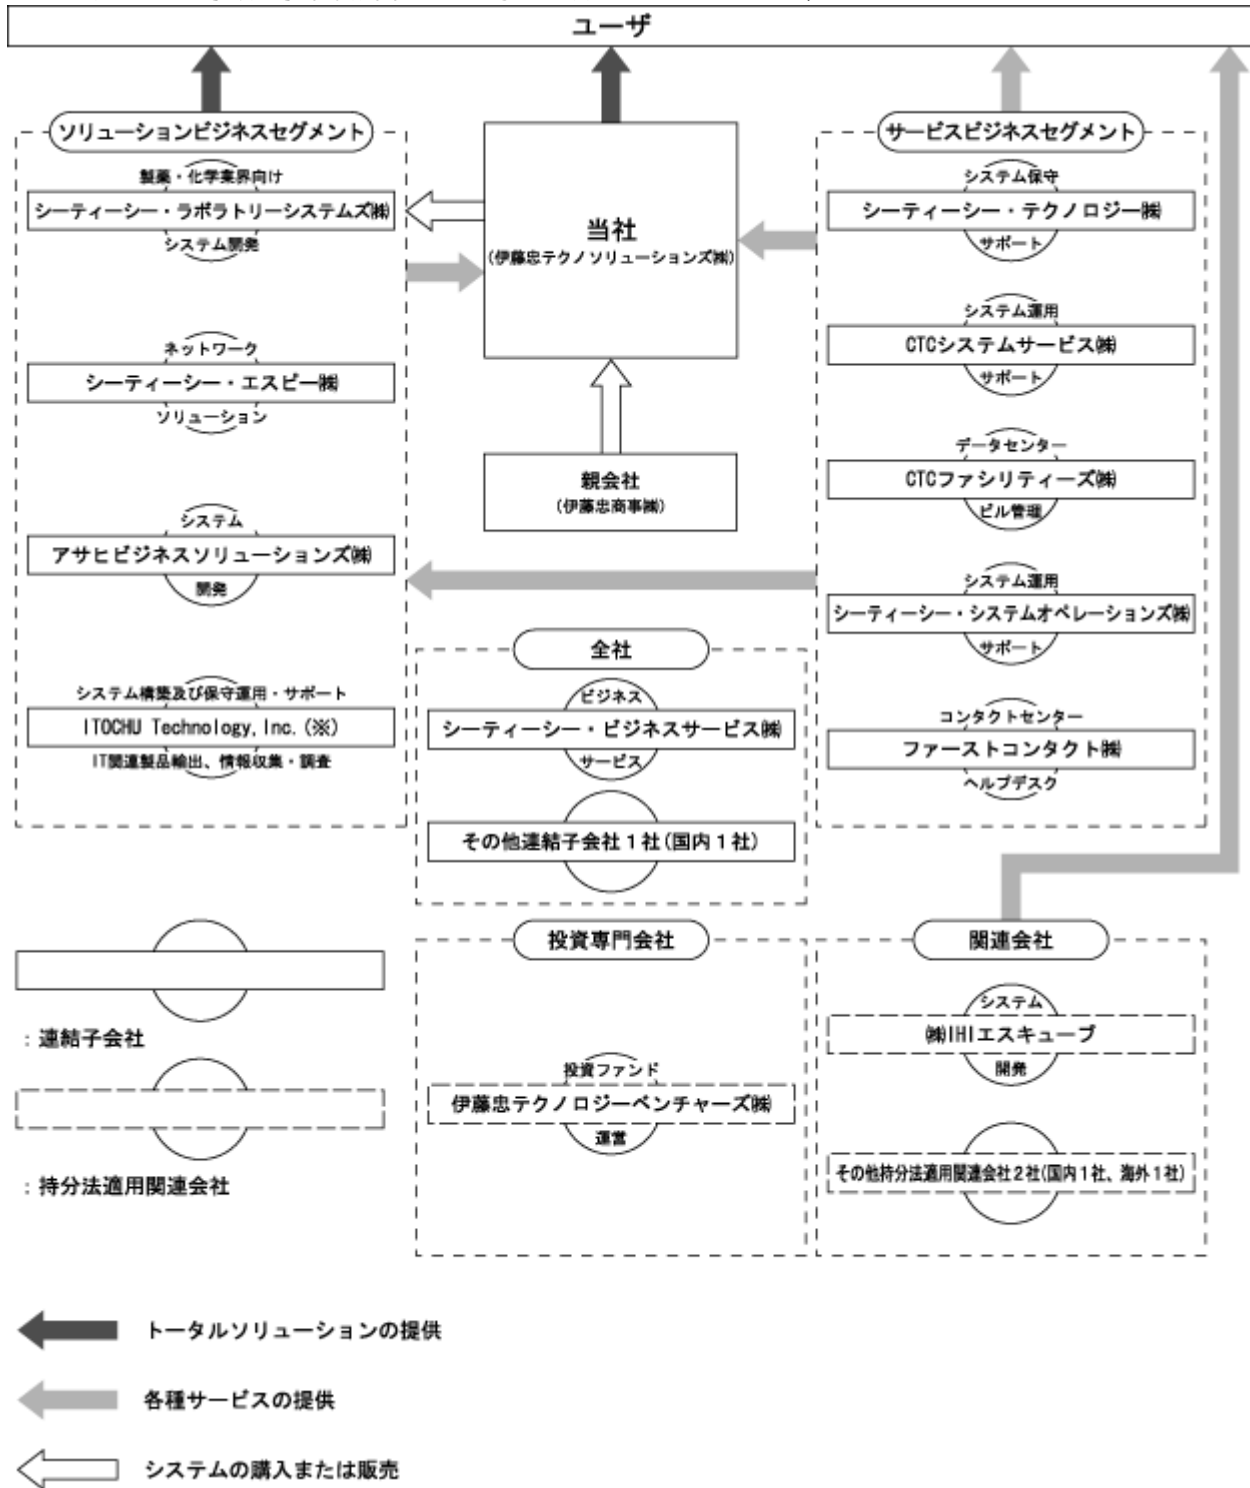 ユーザ
ソリューションビジネスセグメント
製薬・化学業界向け
シーティーシー・ラボラトリーシステムズ㈱
システム開発
ネットワーク
シーティーシー・エスピー㈱
ソリューション
システム
アサヒビジネスソリューションズ㈱
開発
システム構築及び保守運用・サポート
ITOCHU Technology, Inc. (※)
IT関連製品輸出、情報収集・調査
当社
(伊藤忠テクノソリューションズ㈱)
親会社
(伊藤忠商事㈱)
サービスビジネスセグメント
システム保守
シーティーシー・テクノロジー㈱
サポート
システム運用
CTCシステムサービス㈱
サポート
データセンター
CTCファシリティーズ㈱
ビル管理
システム運用
シーティーシー・システムオペレーションズ㈱
サポート
コンタクトセンター
ファーストコンタクト㈱
ヘルプデスク
全社
ビジネス
シーティーシー・ビジネスサービス㈱
サービス
その他連結子会社１社(国内１社)
投資専門会社
投資ファンド
伊藤忠テクノロジーベンチャーズ㈱
運営
関連会社
システム
㈱IHIエスキューブ
開発
その他持分法適用関連会社２社(国内１社、海外１社)
：連結子会社
：持分法適用関連会社
トータルソリューションの提供
各種サービスの提供
システムの購入または販売